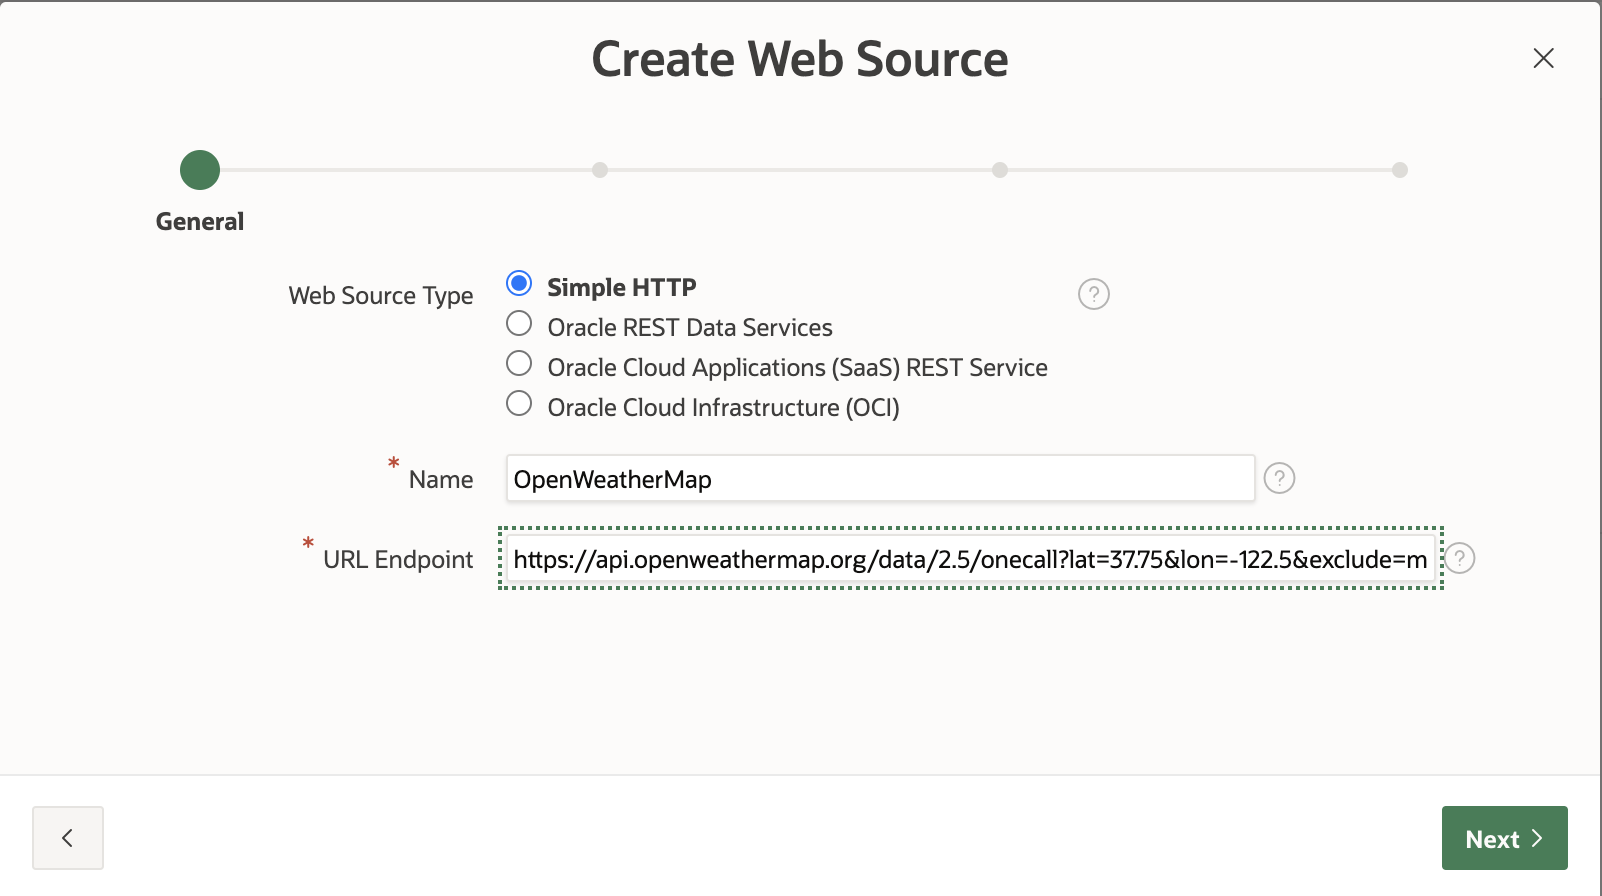 Create Web Source
General
Web Source Type
Simple HTTP
?
Oracle REST Data Services
Oracle Cloud Applications (SaaS) REST Service
Oracle Cloud Infrastructure (OCI)
* Name
OpenWeatherMap
?
* URL Endpoint
https://api.openweathermap.org/data/2.5/onecall?lat=37.75&lon=-122.5&exclude=m
?
Next